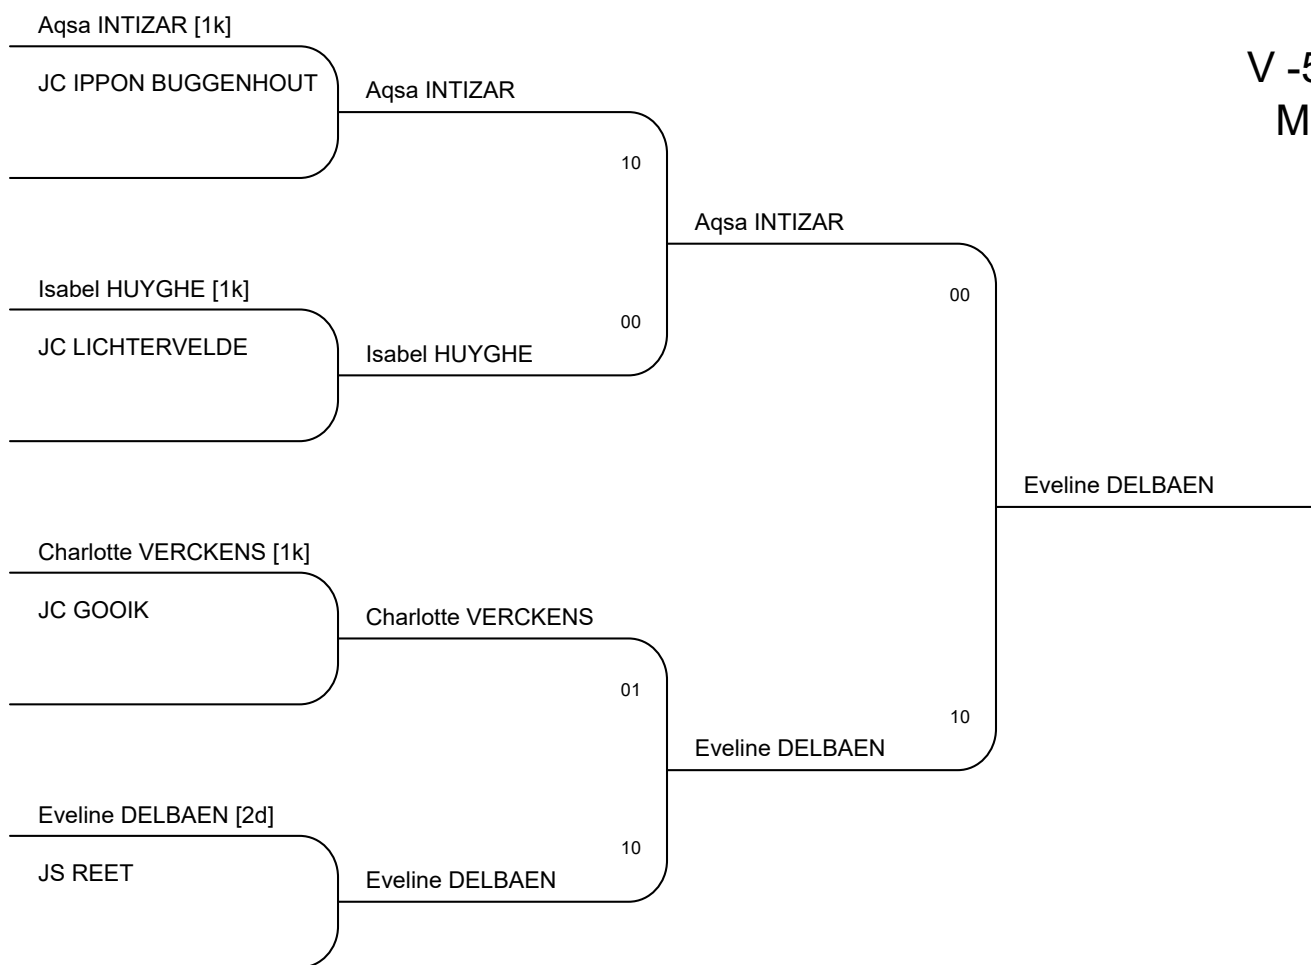 Aqsa INTIZAR [1k]
JC IPPON BUGGENHOUT
Aqsa INTIZAR
10
Aqsa INTIZAR
00
Isabel HUYGHE [1k]
JC LICHTERVELDE
00
Isabel HUYGHE
Eveline DELBAEN
Charlotte VERCKENS [1k]
JC GOOIK
Charlotte VERCKENS
01
Eveline DELBAEN
10
Eveline DELBAEN [2d]
JS REET
10
Eveline DELBAEN
V -5
M